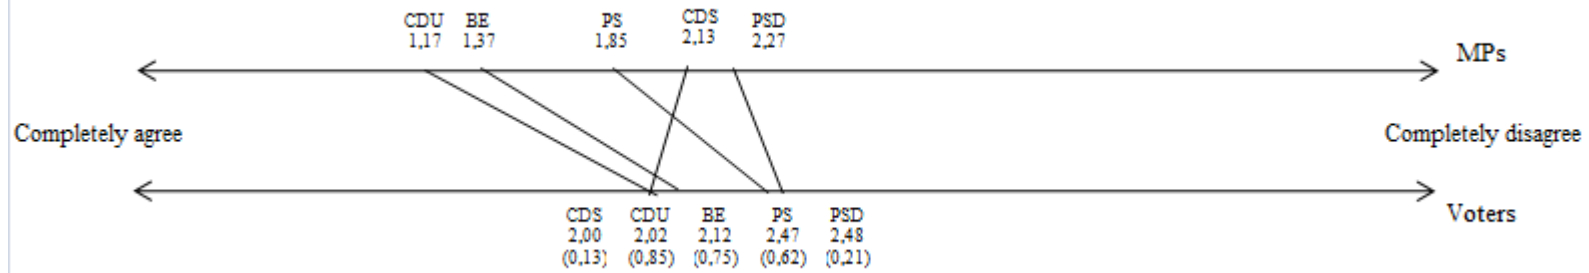 CDU BE PS CDS PSD
1,17 1,37 1,85 2,13 2,27
MPs
Completely agree Completely disagree
Voters
CDS CDU BE PS PSD
2,00 2,02 2,12 2,47 2,48
(0,13) (0,85) (0,75) (0,62) (0,21)